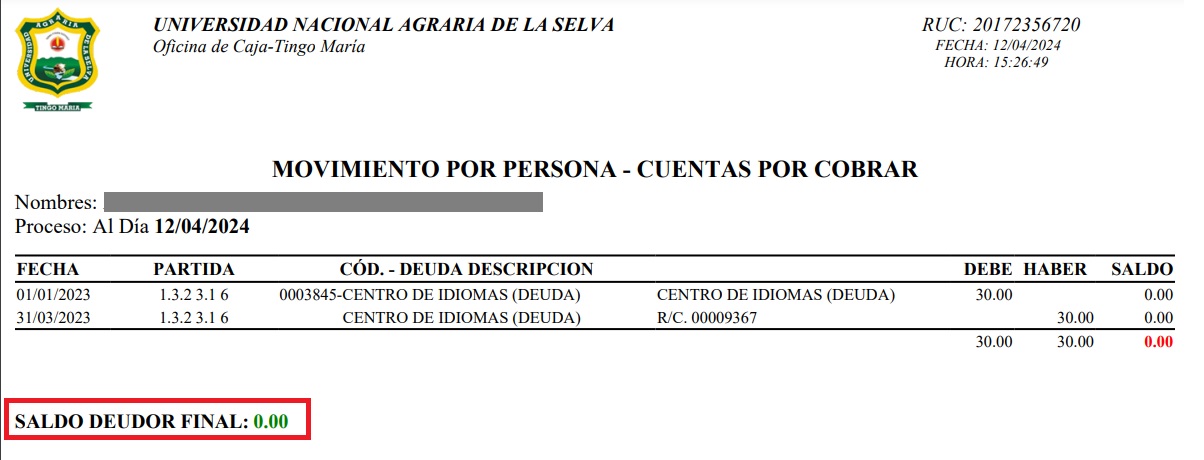 UNIVERSIDAD NACIONAL AGRARIA DE LA SELVA
Oficina de Caja-Tingo María
RUC: 20172356720
FECHA: 12/04/2024
HORA: 15:26:49
AGRARIA
UNIVERSIDAD NACIONAL
DE LA SELVA
TINGO MARIA
MOVIMIENTO POR PERSONA - CUENTAS POR COBRAR
Nombres:
Proceso: Al Día 12/04/2024
FECHA PARTIDA CÓD. - DEUDA DESCRIPCION DEBE HABER SALDO
01/01/2023 1.3.2 3.1 6 0003845-CENTRO DE IDIOMAS (DEUDA) CENTRO DE IDIOMAS (DEUDA) 30.00 0.00
31/03/2023 1.3.2 3.1 6 CENTRO DE IDIOMAS (DEUDA) R/C. 00009367 30.00 0.00
30.00 30.00 0.00
SALDO DEUDOR FINAL: 0.00